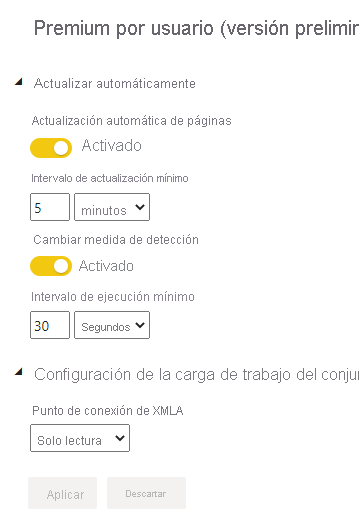 Premium por usuario (versión prelimir
Actualizar automáticamente
Actualización automática de páginas
Activado
Intervalo de actualización mínimo
5 minutos
Cambiar medida de detección
Activado
Intervalo de ejecución mínimo
30 Segundos
Configuración de la carga de trabajo del conju
Punto de conexión de XMLA
Solo lectura
Aplicar Descartar